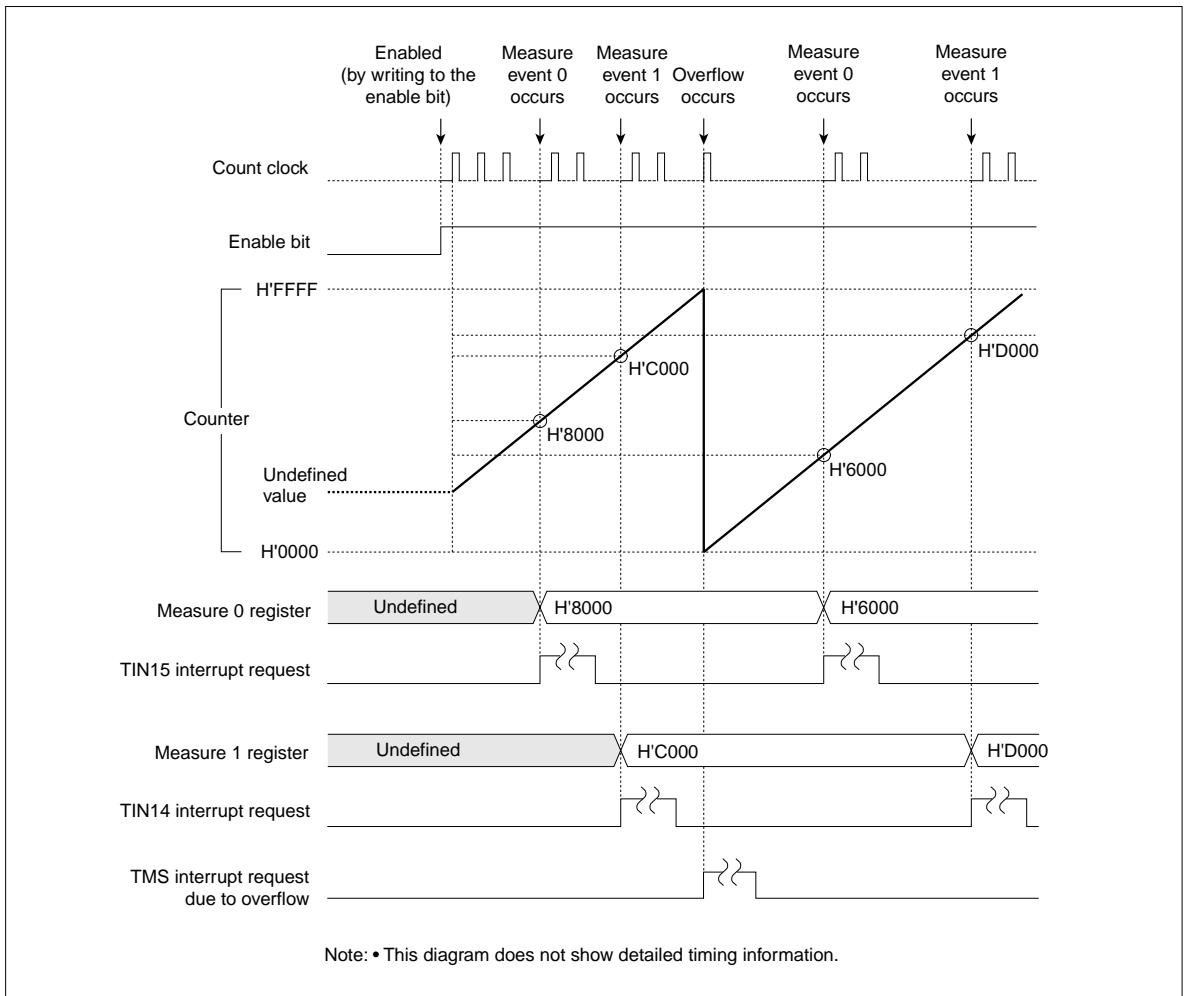 Enabled
(by writing to the
enable bit)
Measure
event 0
occurs
Measure
event 1
occurs
Overflow
occurs
Measure
event 0
occurs
Measure
event 1
occurs
Count clock
Enable bit
H'FFFF
H'D000
H'C000
Counter
H'8000
H'6000
Undefined
value
H'0000
Measure 0 register
Undefined
H'8000
H'6000
TIN15 interrupt request
Measure 1 register
Undefined
H'C000
H'D000
TIN14 interrupt request
TMS interrupt request
due to overflow
Note: • This diagram does not show detailed timing information.